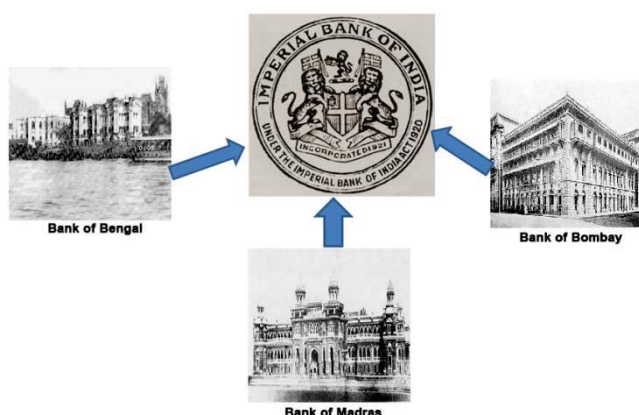 IMPERIAL BANK OF INDIA
UNDER THE IMPERIAL BANK OF INDIA ACT 1920
INCORPORATED 1921
Bank of Bengal
Bank of Bombay
Bank of Madras